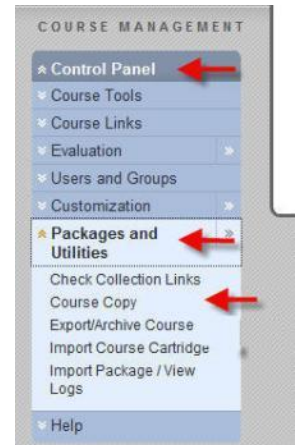 COURSE MANAGEMENT
Control Panel
Course Tools
Course Links
Evaluation
Users and Groups
Customization
Packages and
Utilities
Check Collection Links
Course Copy
Export/Archive Course
Import Course Cartridge
Import Package / View
Logs
Help